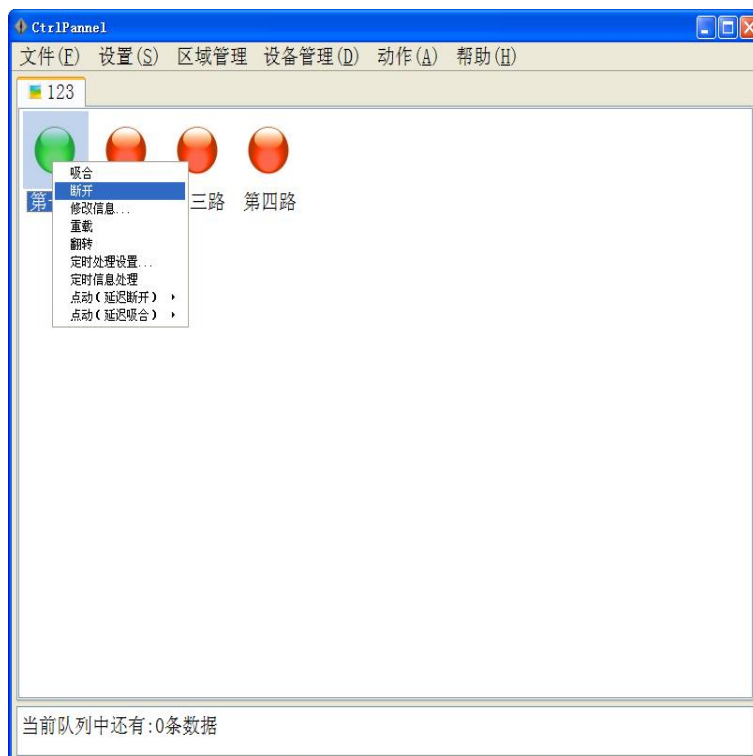 CtrlPannel
文件(F) 设置(S) 区域管理 设备管理(D) 动作(A) 帮助(H)
123
吸合
断开
修改信息...
重载
翻转
定时处理设置...
定时信息处理
点动(延迟断开)
点动(延迟吸合)
第 三路 第四路
当前队列中还有:0条数据